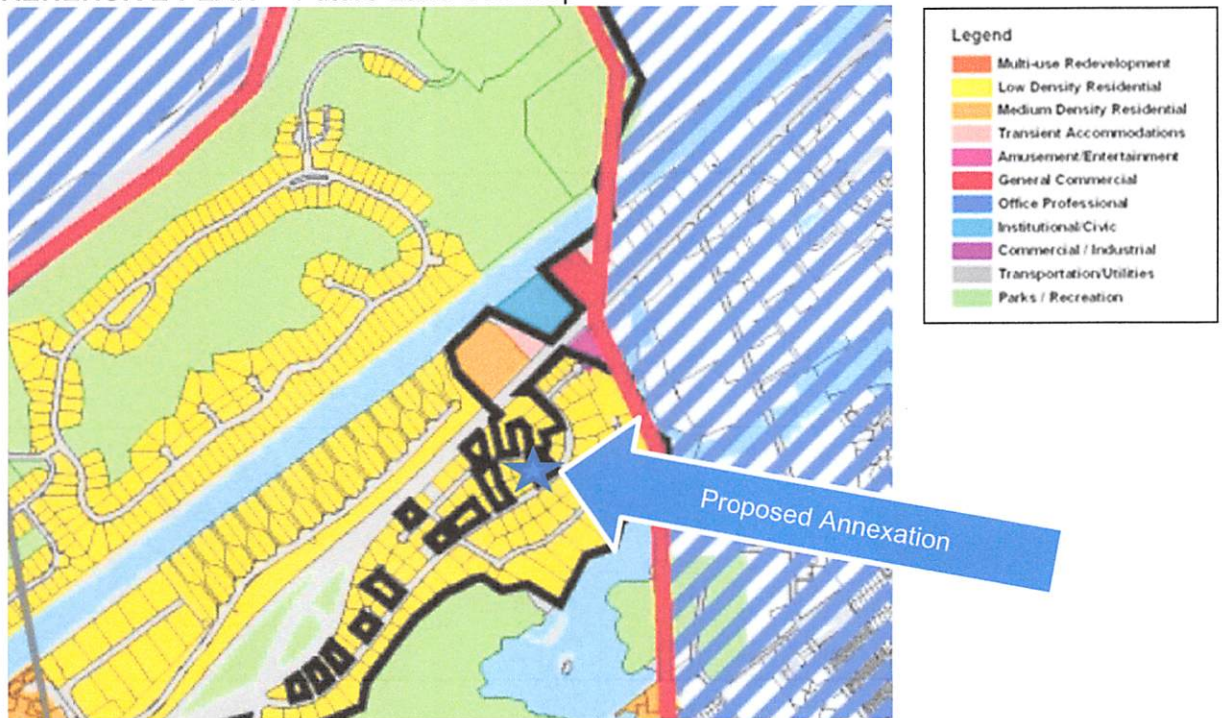 Legend
Multi-use Redevelopment
Low Density Residential
Medium Density Residential
Transient Accommodations
Amusement/Entertainment
General Commercial
Office Professional
Institutional/Civic
Commercial / Industrial
Transportation/Utilities
Parks / Recreation
Proposed Annexation